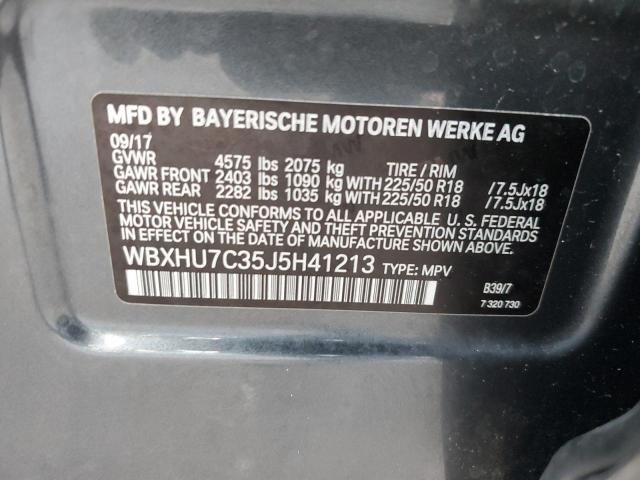 MFD BY BAYERISCHE MOTOREN WERKE AG
09/17
GVWR 4575 lbs 2075 kg TIRE / RIM
GAWR FRONT 2403 lbs 1090 kg WITH 225/50 R18 /7.5Jx18
GAWR REAR 2282 lbs 1035 kg WITH 225/50 R18 /7.5Jx18
THIS VEHICLE CONFORMS TO ALL APPLICABLE U. S. FEDERAL
MOTOR VEHICLE SAFETY, BUMPER, AND THEFT PREVENTION
STANDARDS IN EFFECT ON THE DATE OF MANUFACTURE SHOWN ABOVE.
WBXHU7C35J5H41213 TYPE: MPV
B39/7
7 320 730